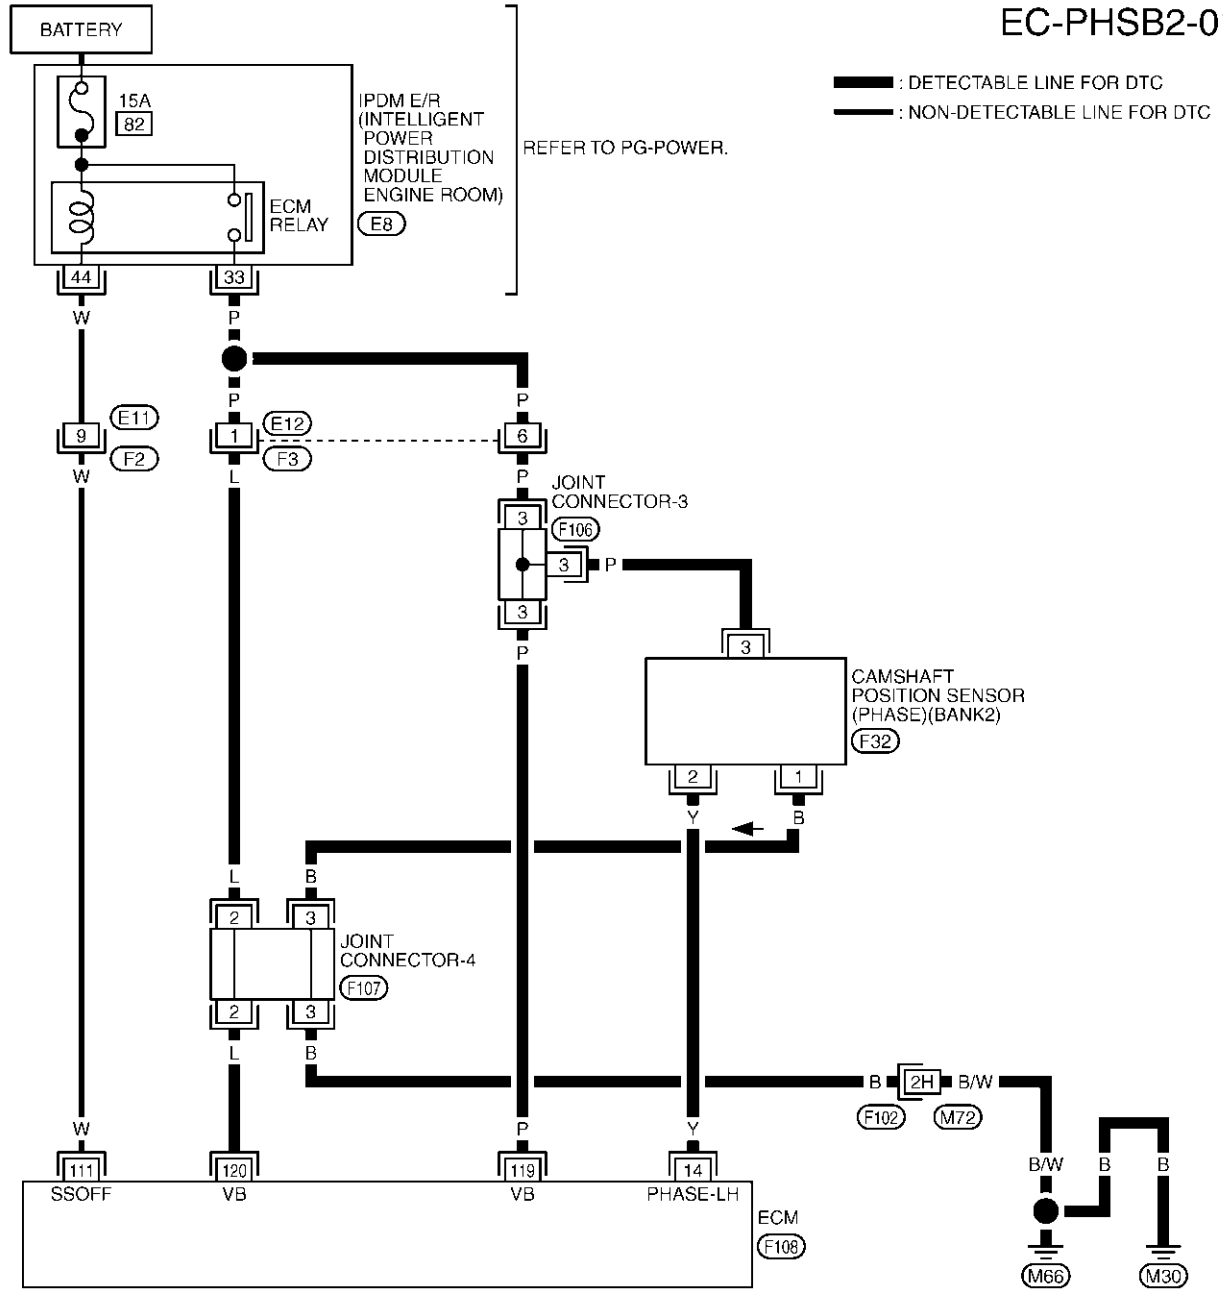 EC-PHSB2-0
BATTERY
: DETECTABLE LINE FOR DTC
: NON-DETECTABLE LINE FOR DTC
15A
82
IPDM E/R
(INTELLIGENT
POWER
DISTRIBUTION
MODULE
ENGINE ROOM)
E8
REFER TO PG-POWER.
ECM
RELAY
44
33
W
P
P
P
9
E11
F2
1
E12
F3
6
W
L
P
JOINT
CONNECTOR-3
F106
3
3
P
3
P
3
CAMSHAFT
POSITION SENSOR
(PHASE)(BANK2)
F32
2
1
Y
B
L
B
2
3
JOINT
CONNECTOR-4
F107
2
3
L
B
B
2H
B/W
F102
M72
W
P
Y
B/W
B
B
111
120
119
14
SSOFF
VB
VB
PHASE-LH
ECM
F108
M66
M30